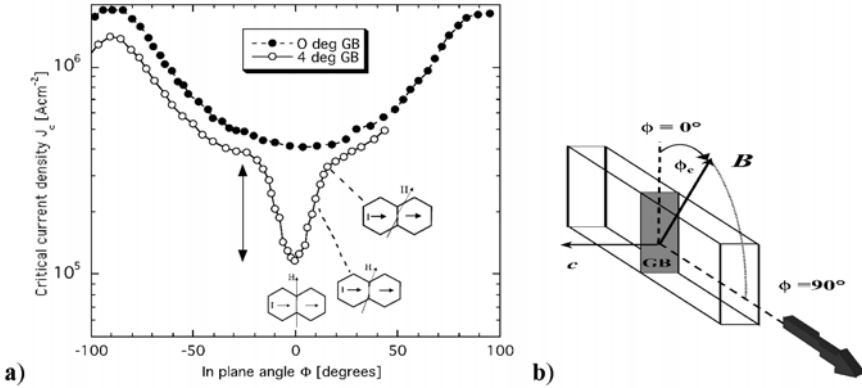 Critical current density J_c [Acm⁻²]
10⁶
10⁵
0 deg GB
4 deg GB
H
I
H
I
H
I
-100 -50 0 50 100
In plane angle Φ [degrees]
a)
ϕ = 0°
B
ϕ_c
c
GB
ϕ = 90°
b)